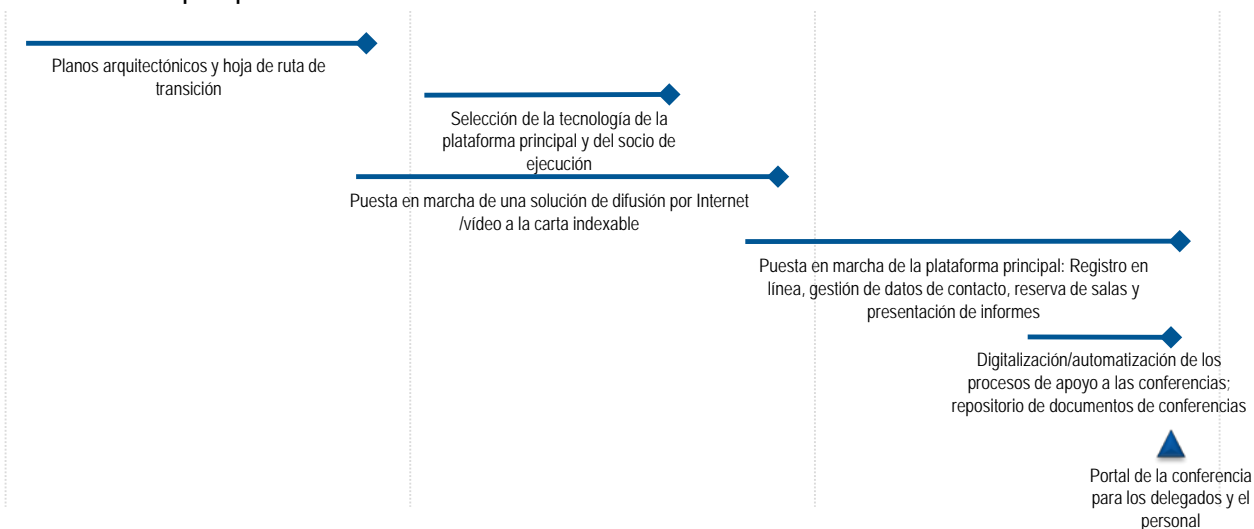 Planos arquitectónicos y hoja de ruta de
transición
Selección de la tecnología de la
plataforma principal y del socio de
ejecución
Puesta en marcha de una solución de difusión por Internet
/vídeo a la carta indexable
Puesta en marcha de la plataforma principal: Registro en
línea, gestión de datos de contacto, reserva de salas y
presentación de informes
Digitalización/automatización de los
procesos de apoyo a las conferencias;
repositorio de documentos de conferencias
Portal de la conferencia
para los delegados y el
personal